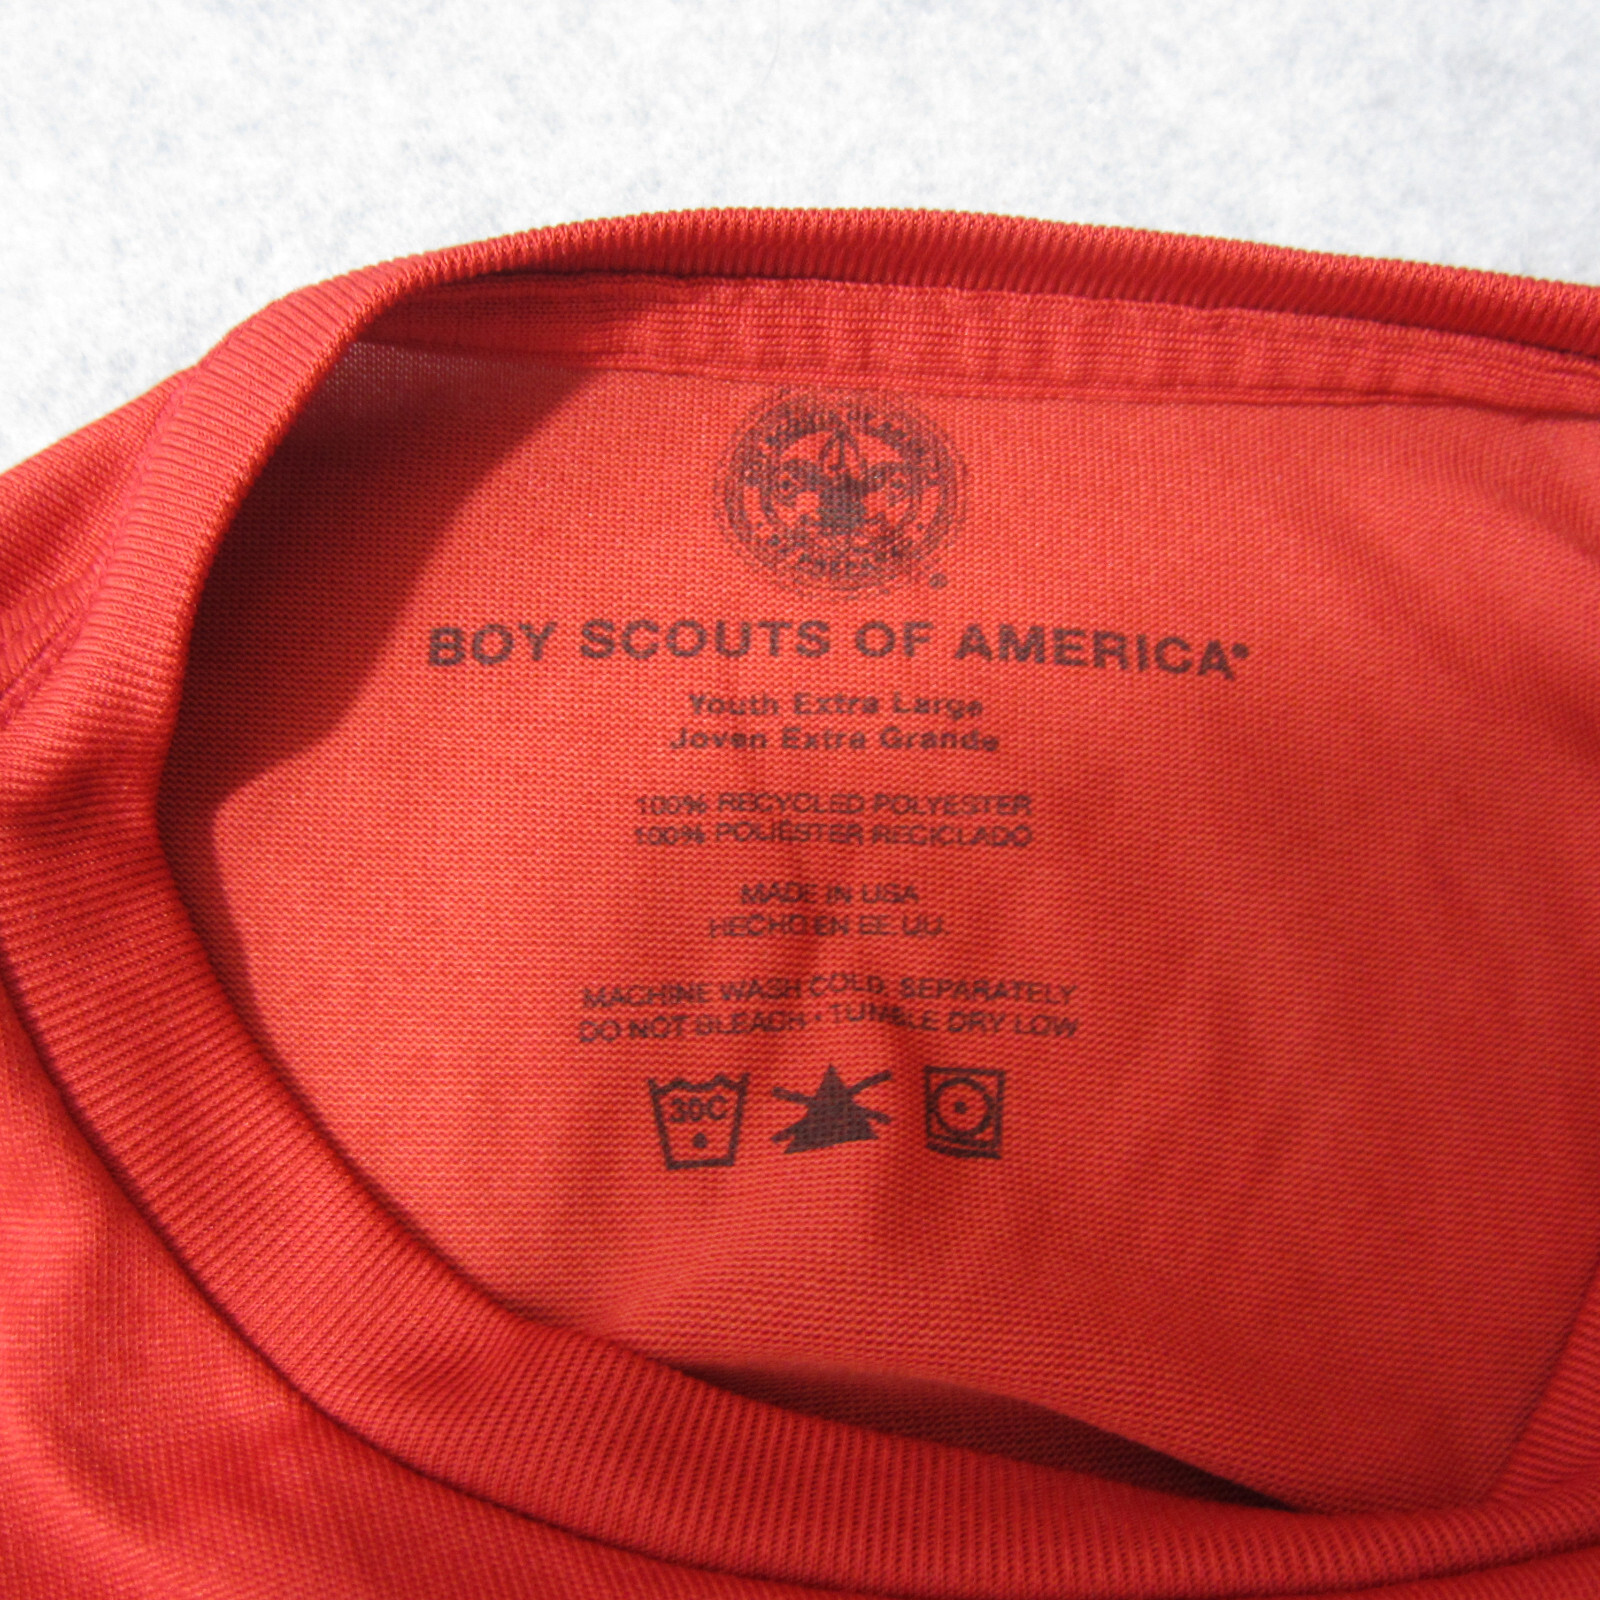 BOY SCOUTS OF AMERICA®
Youth Extra Large
Joven Extra Grande
100% RECYCLED POLYESTER
100% POLIÉSTER RECICLADO
MADE IN USA
HECHO EN EE UU.
MACHINE WASH COLD, SEPARATELY
DO NOT BLEACH • TUMBLE DRY LOW
30C